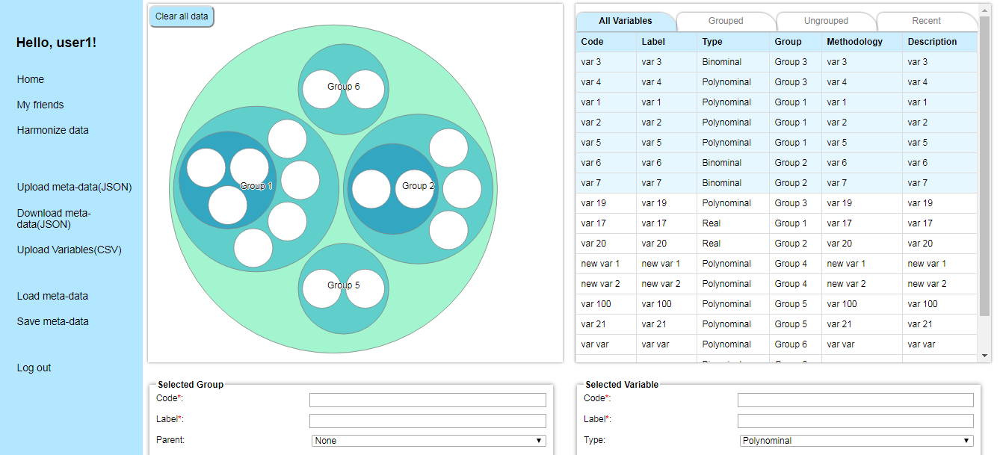 Hello, user1!
Home
My friends
Harmonize data
Upload meta-data(JSON)
Download meta-
data(JSON)
Upload Variables(CSV)
Load meta-data
Save meta-data
Log out
Clear all data
Group 6
Group 1
Group 2
Group 5
All Variables Grouped Ungrouped Recent
Code Label Type Group Methodology Description
var 3 var 3 Binominal Group 3 var 3 var 3
var 4 var 4 Polynominal Group 3 var 4 var 4
var 1 var 1 Polynominal Group 1 var 1 var 1
var 2 var 2 Polynominal Group 1 var 2 var 2
var 5 var 5 Polynominal Group 1 var 5 var 5
var 6 var 6 Binominal Group 2 var 6 var 6
var 7 var 7 Binominal Group 2 var 7 var 7
var 19 var 19 Polynominal Group 3 var 19 var 19
var 17 var 17 Real Group 1 var 17 var 17
var 20 var 20 Real Group 2 var 20 var 20
new var 1 new var 1 Polynominal Group 4 new var 1 new var 1
new var 2 new var 2 Polynominal Group 4 new var 2 new var 2
var 100 var 100 Polynominal Group 5 var 100 var 100
var 21 var 21 Polynominal Group 5 var 21 var 21
var var var var Polynominal Group 6 var var var var
Selected Group
Code*:
Label*:
Parent: None
Selected Variable
Code*:
Label*:
Type: Polynominal